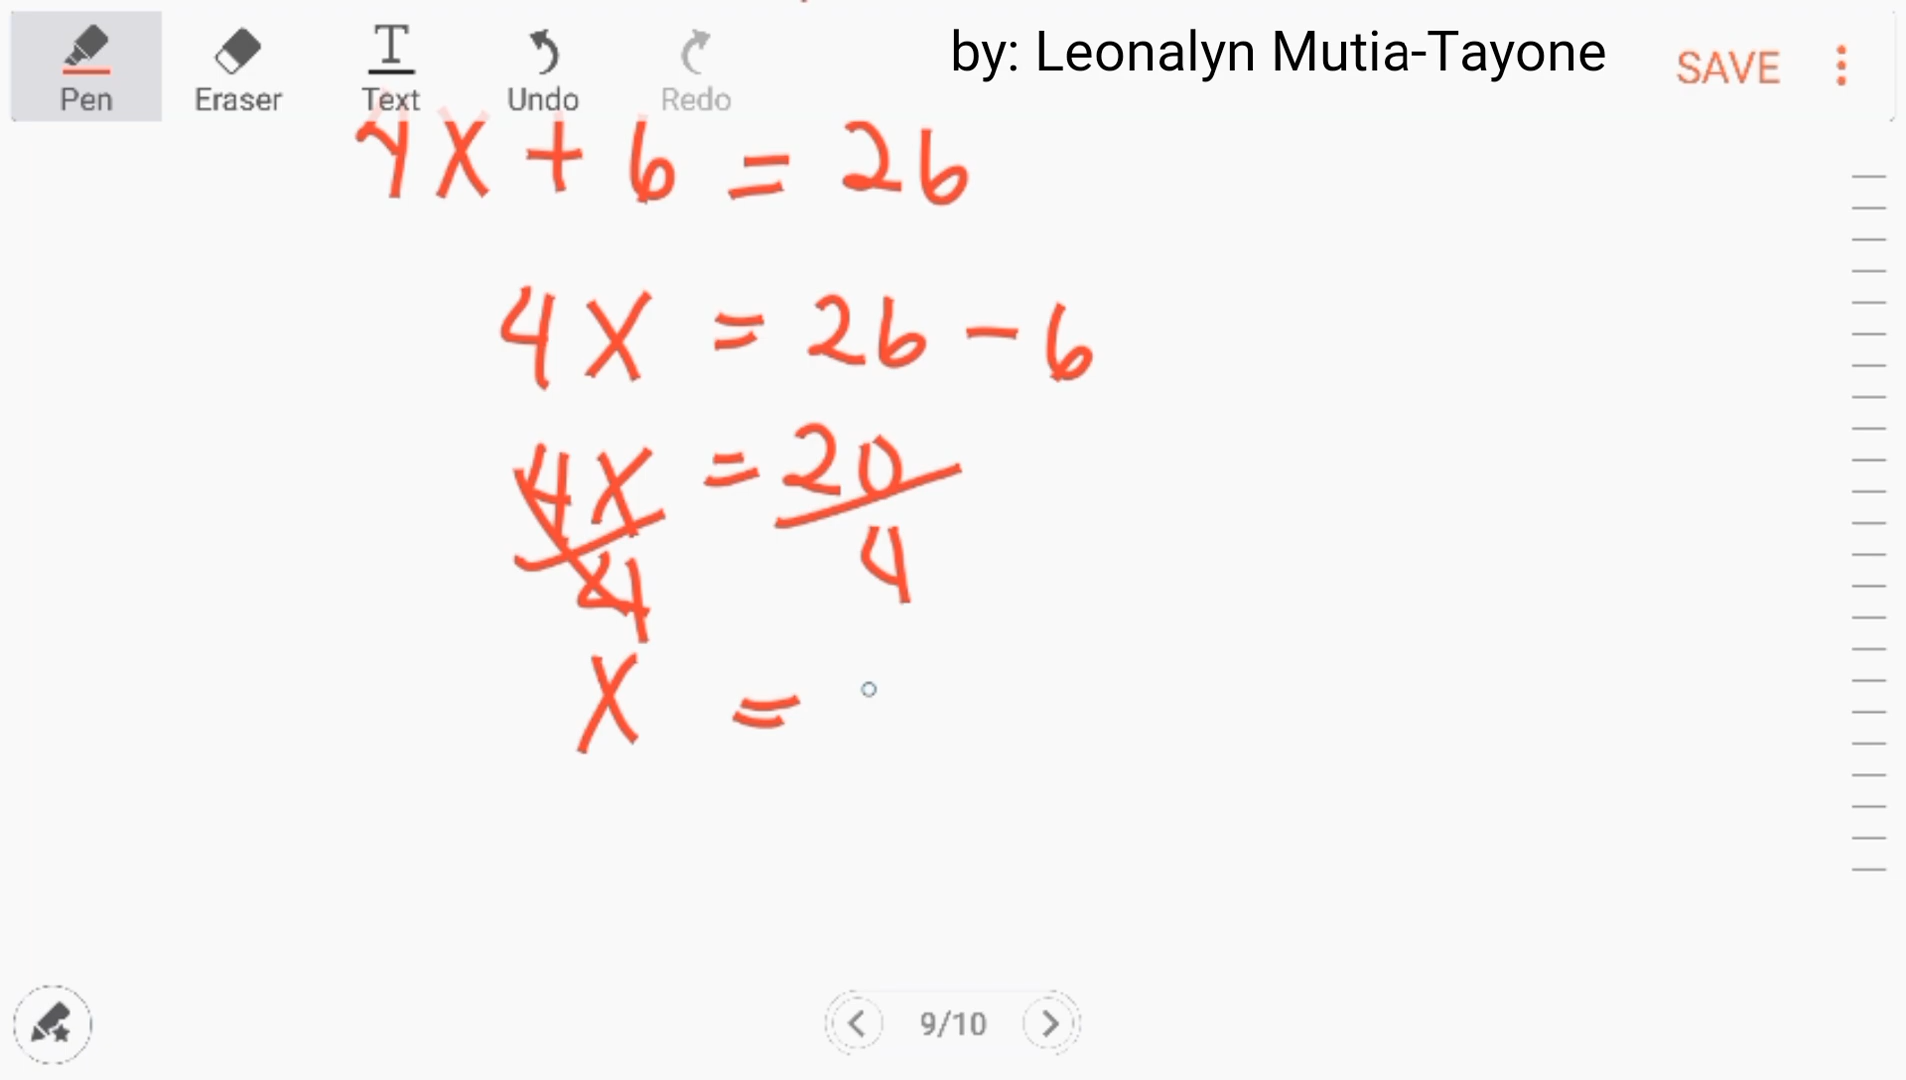 by: Leonalyn Mutia-Tayone
Pen Eraser Text Undo Redo SAVE
4X + 6 = 26
4X = 26 - 6
4X = 20
4 4
X =
9/10